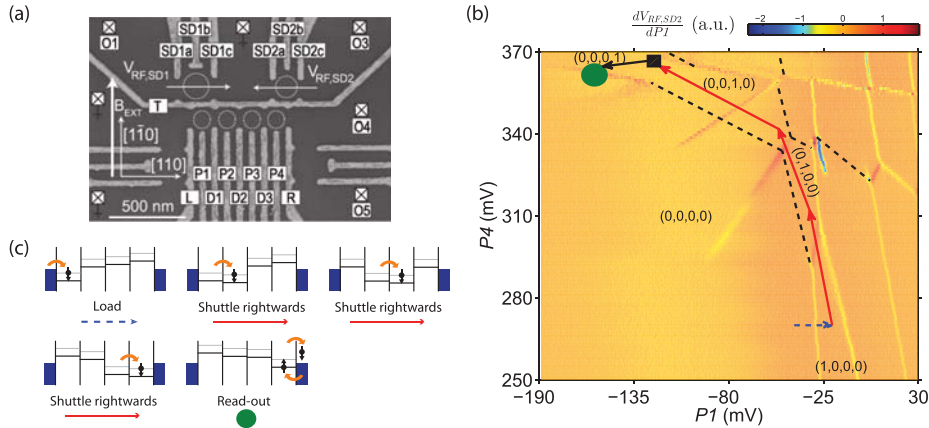 (a)
O1
SD1b
SD1a
SD1c
SD2b
SD2a
SD2c
O3
V_RF,SD1
V_RF,SD2
B_EXT
T
O4
[11̄0]
[110]
P1 P2 P3 P4
L D1 D2 D3 R
500 nm
O5
(b)
dV_RF,SD2/dP1 (a.u.)
−2 −1 0 1
370
340
310
280
250
P4 (mV)
(0,0,0,1)
(0,0,1,0)
(0,1,0,0)
(0,0,0,0)
(1,0,0,0)
−190 −135 −80 −25 30
P1 (mV)
(c)
Load
Shuttle rightwards
Shuttle rightwards
Shuttle rightwards
Read-out